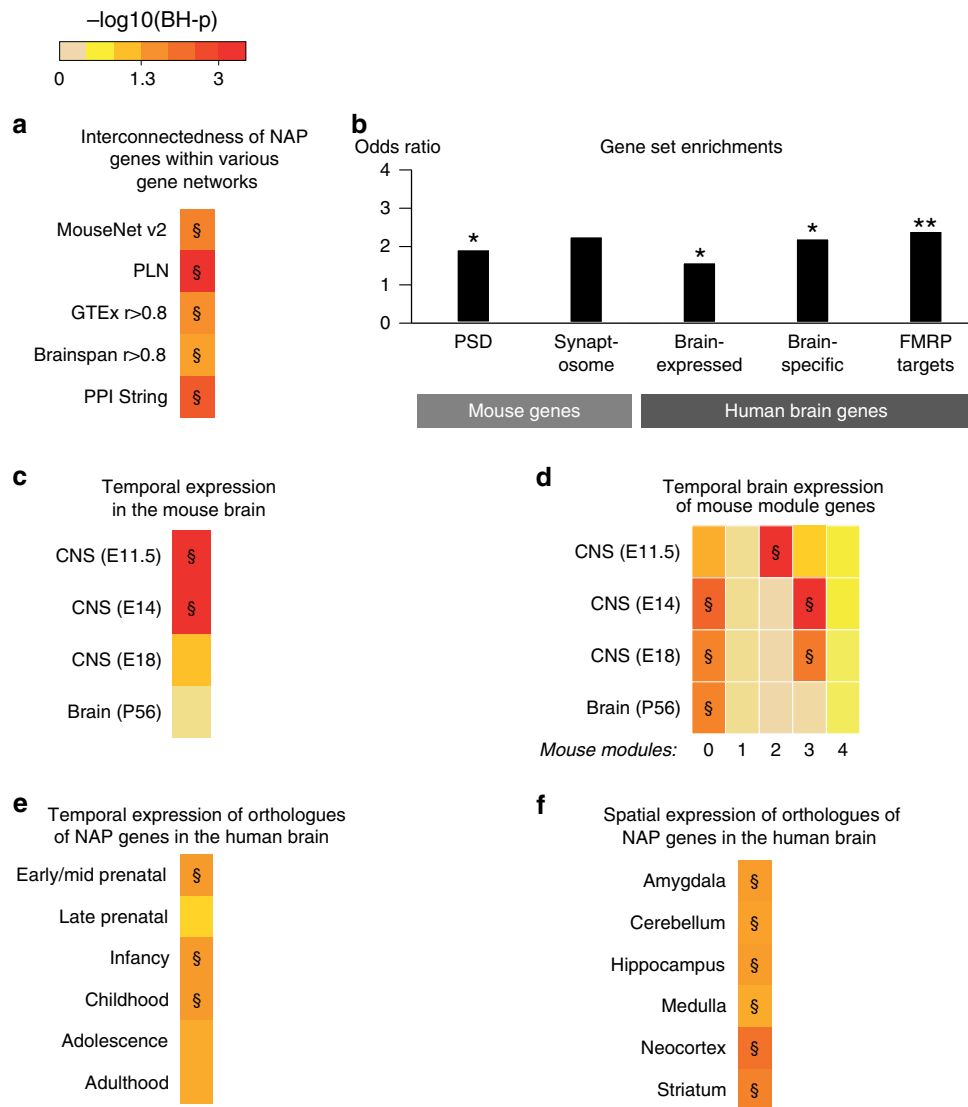 –log10(BH-p)
0 1.3 3
a
Interconnectedness of NAP
genes within various
gene networks
MouseNet v2 §
PLN §
GTEx r>0.8 §
Brainspan r>0.8 §
PPI String §
b
Odds ratio
Gene set enrichments
4
3
2
1
0
* * * **
PSD
Synapt-
osome
Brain-
expressed
Brain-
specific
FMRP
targets
Mouse genes
Human brain genes
c
Temporal expression
in the mouse brain
CNS (E11.5) §
CNS (E14) §
CNS (E18)
Brain (P56)
d
Temporal brain expression
of mouse module genes
CNS (E11.5) §
CNS (E14) § §
CNS (E18) § §
Brain (P56) §
Mouse modules: 0 1 2 3 4
e
Temporal expression of orthologues
of NAP genes in the human brain
Early/mid prenatal §
Late prenatal
Infancy §
Childhood §
Adolescence
Adulthood
f
Spatial expression of orthologues of
NAP genes in the human brain
Amygdala §
Cerebellum §
Hippocampus §
Medulla §
Neocortex §
Striatum §